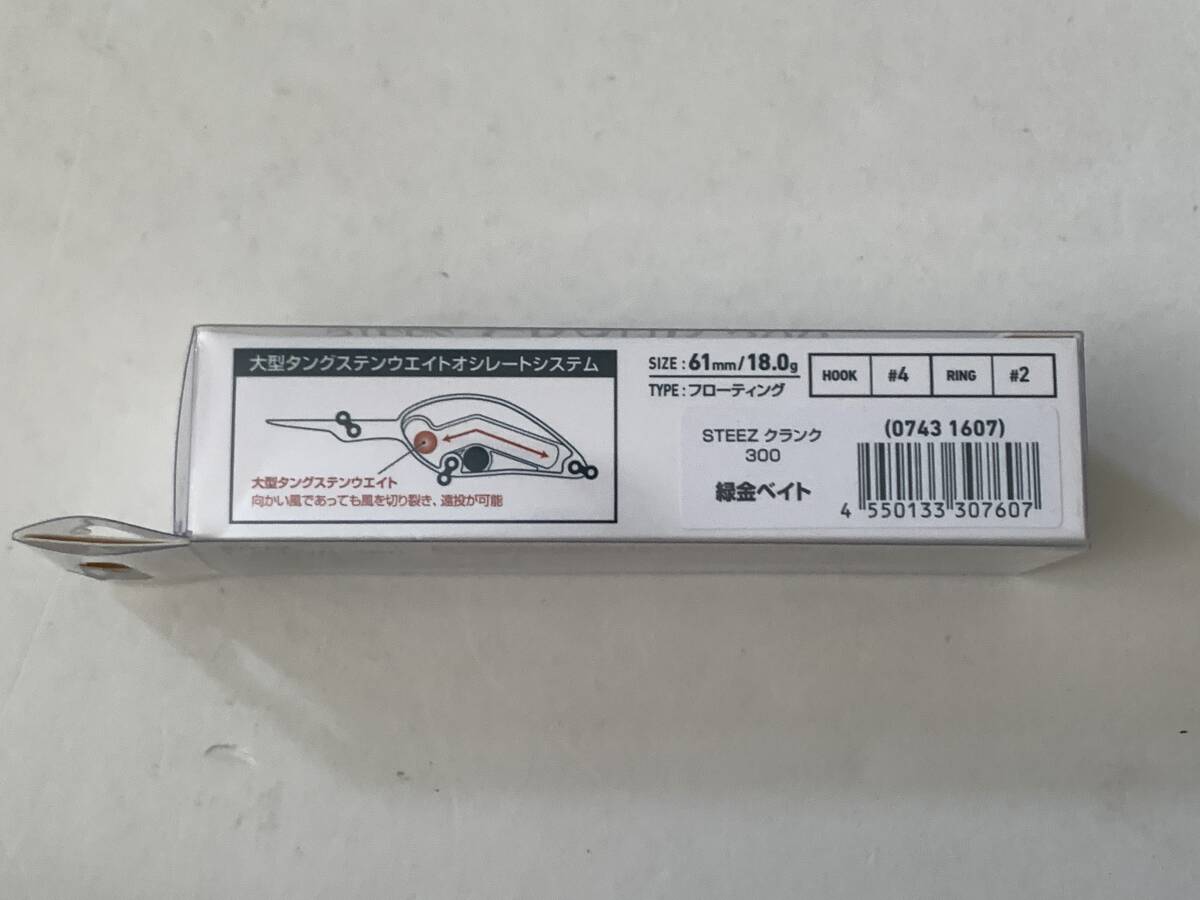 大型タングステンウエイトオシレートシステム
大型タングステンウエイト
向かい風であっても風を切り裂き、遠投が可能
SIZE : 61mm/18.0g
TYPE : フローティング
HOOK #4 RING #2
STEEZ クランク
300
緑金ベイト
(0743 1607)
4 550133 307607